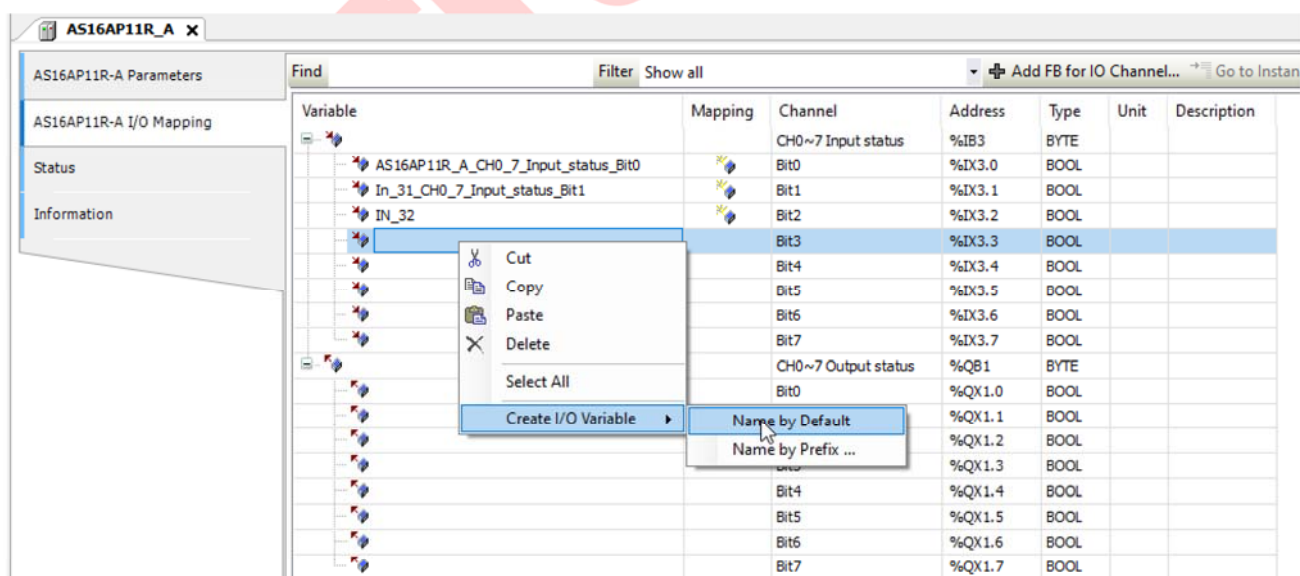 AS16AP11R_A X
AS16AP11R-A Parameters
AS16AP11R-A I/O Mapping
Status
Information
Find Filter Show all Add FB for IO Channel... Go to Instan
Variable Mapping Channel Address Type Unit Description
CH0~7 Input status %IB3 BYTE
AS16AP11R_A_CH0_7_Input_status_Bit0 Bit0 %IX3.0 BOOL
In_31_CH0_7_Input_status_Bit1 Bit1 %IX3.1 BOOL
IN_32 Bit2 %IX3.2 BOOL
Bit3 %IX3.3 BOOL
Bit4 %IX3.4 BOOL
Bit5 %IX3.5 BOOL
Bit6 %IX3.6 BOOL
Bit7 %IX3.7 BOOL
CH0~7 Output status %QB1 BYTE
Bit0 %QX1.0 BOOL
%QX1.1 BOOL
%QX1.2 BOOL
%QX1.3 BOOL
Bit4 %QX1.4 BOOL
Bit5 %QX1.5 BOOL
Bit6 %QX1.6 BOOL
Bit7 %QX1.7 BOOL
Cut
Copy
Paste
Delete
Select All
Create I/O Variable
Name by Default
Name by Prefix ...